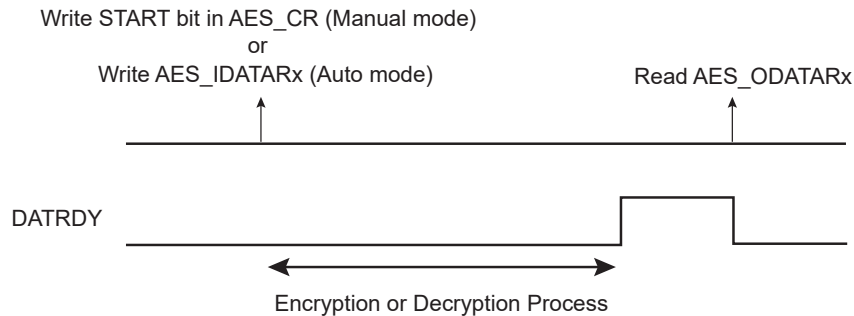 Write START bit in AES_CR (Manual mode)
or
Write AES_IDATARx (Auto mode)
Read AES_ODATARx
DATRDY
Encryption or Decryption Process